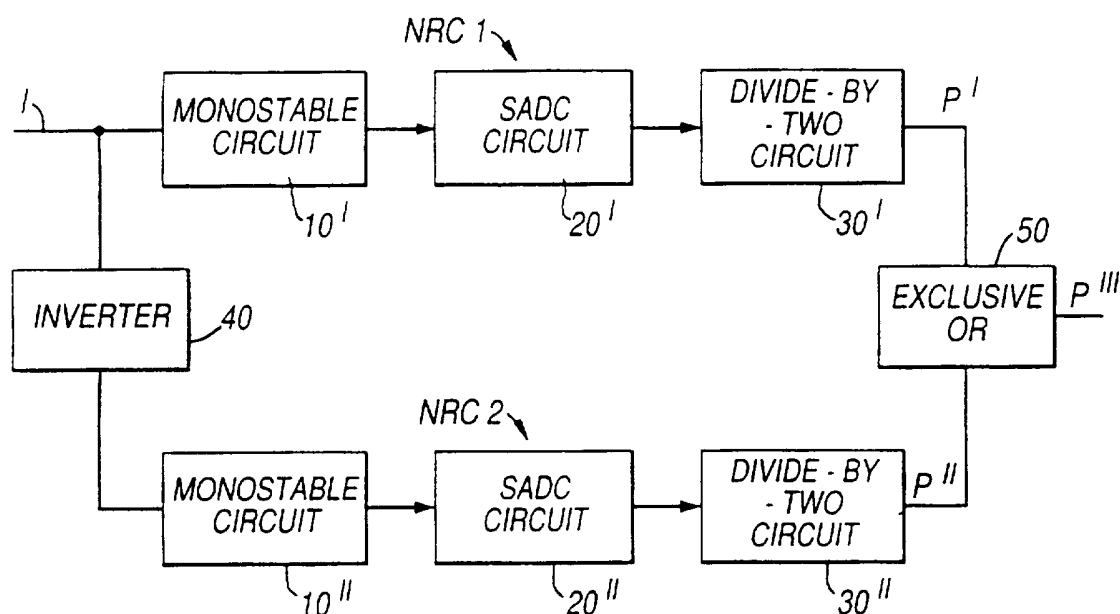 NRC 1
I
MONOSTABLE
CIRCUIT
SADC
CIRCUIT
DIVIDE - BY
- TWO
CIRCUIT
P I
10 I
20 I
30 I
50
INVERTER
40
EXCLUSIVE
OR
P III
NRC 2
MONOSTABLE
CIRCUIT
SADC
CIRCUIT
DIVIDE - BY
- TWO
CIRCUIT
P II
10 II
20 II
30 II